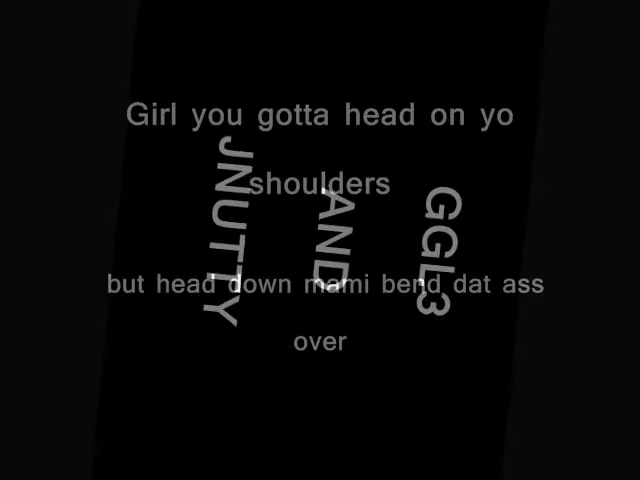 Girl you gotta head on yo
shoulders
but head down mami bend dat ass
over
JNUTTY
AND
GGL3